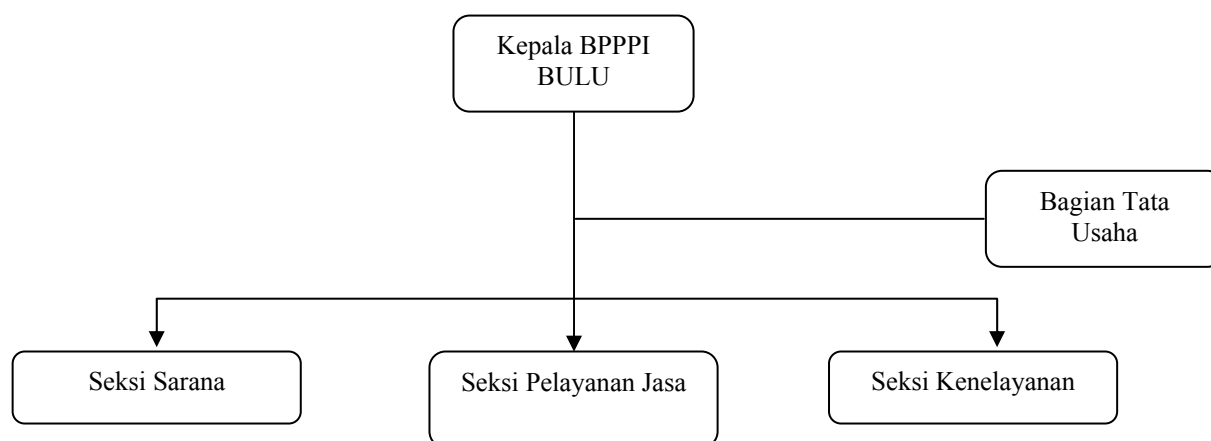 Kepala BPPPI
BULU
Bagian Tata
Usaha
Seksi Sarana
Seksi Pelayanan Jasa
Seksi Kenelayanan